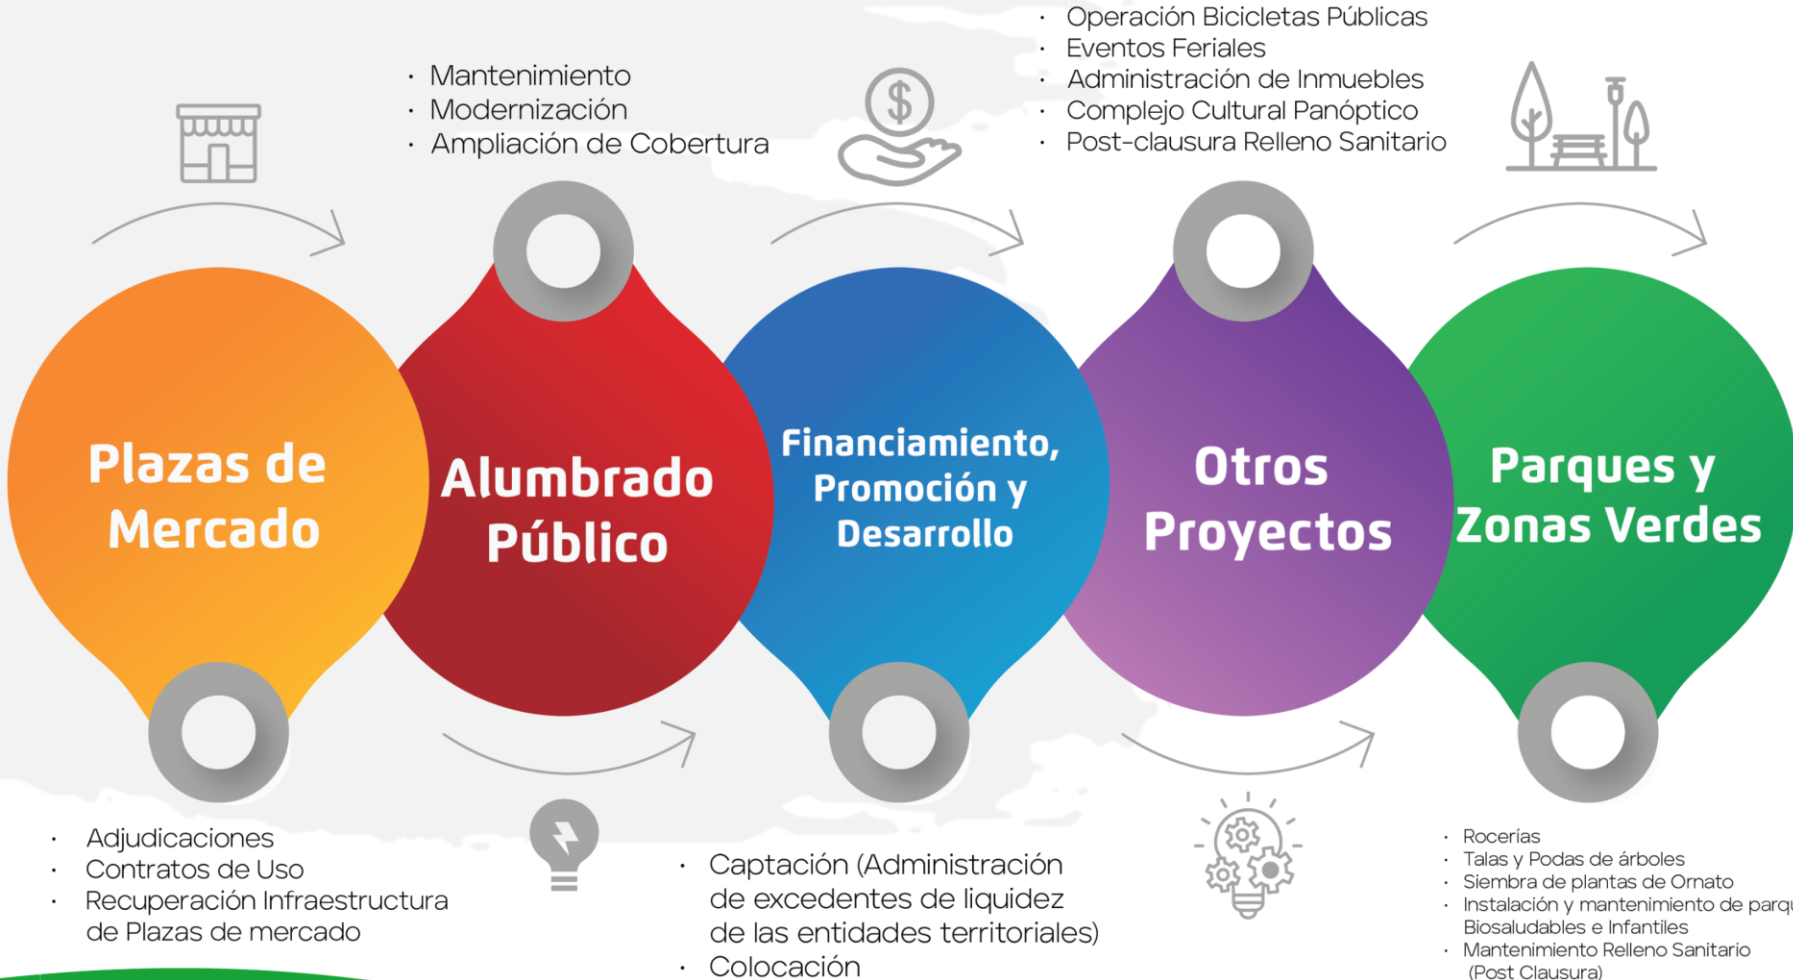 · Mantenimiento
· Modernización
· Ampliación de Cobertura
$
· Operación Bicicletas Públicas
· Eventos Feriales
· Administración de Inmuebles
· Complejo Cultural Panóptico
· Post-clausura Relleno Sanitario
Plazas de
Mercado
Alumbrado
Público
Financiamiento,
Promoción y
Desarrollo
Otros
Proyectos
Parques y
Zonas Verdes
· Adjudicaciones
· Contratos de Uso
· Recuperación Infraestructura
de Plazas de mercado
· Captación (Administración
de excedentes de liquidez
de las entidades territoriales)
· Colocación
· Rocerías
· Talas y Podas de árboles
· Siembra de plantas de Ornato
· Instalación y mantenimiento de parqu
Biosaludables e Infantiles
· Mantenimiento Relleno Sanitario
(Post Clausura)